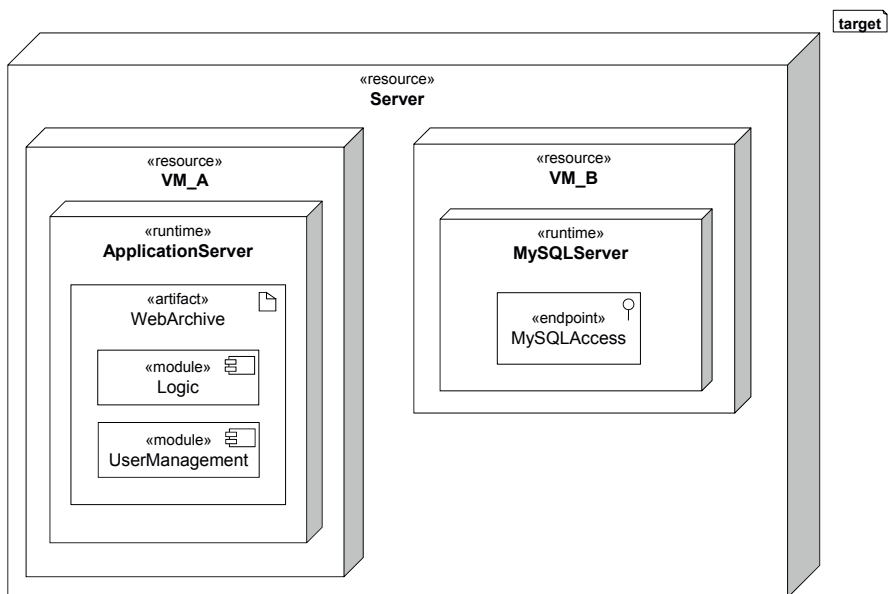 target
«resource»
Server
«resource»
VM_A
«runtime»
ApplicationServer
«artifact»
WebArchive
«module»
Logic
«module»
UserManagement
«resource»
VM_B
«runtime»
MySQLServer
«endpoint»
MySQLAccess